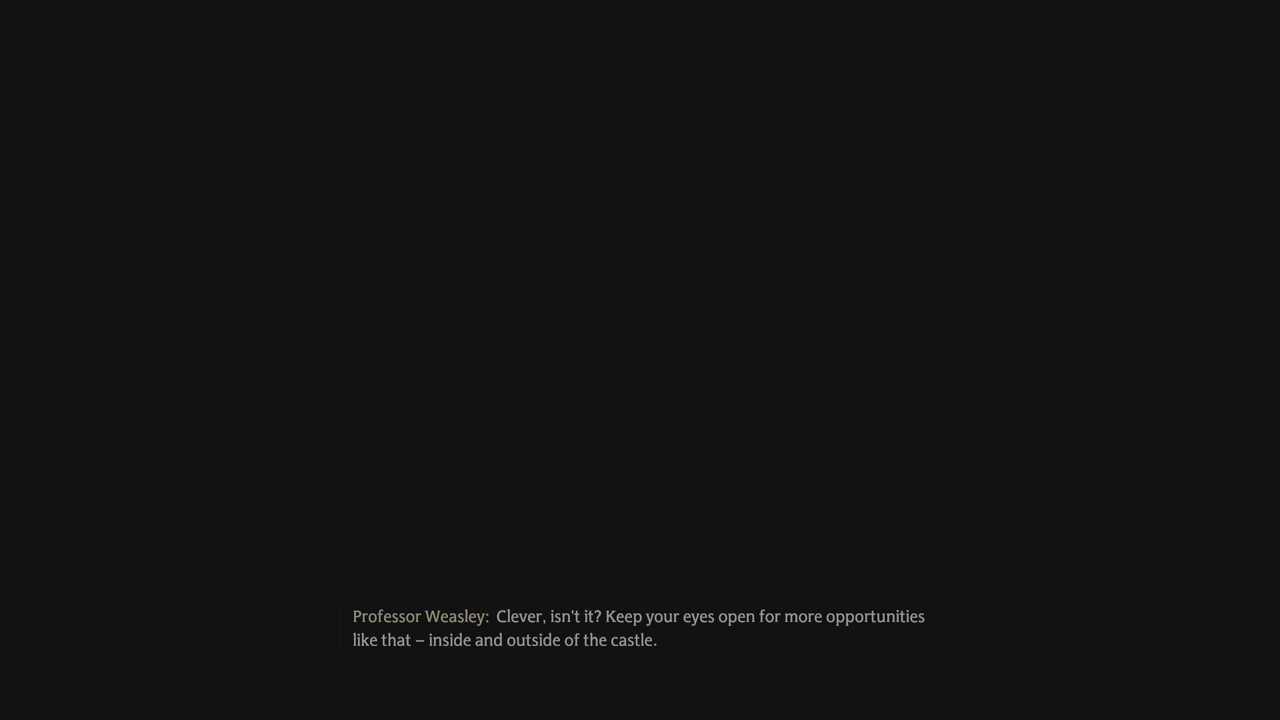 Professor Weasley: Clever, isn't it? Keep your eyes open for more opportunities
like that – inside and outside of the castle.